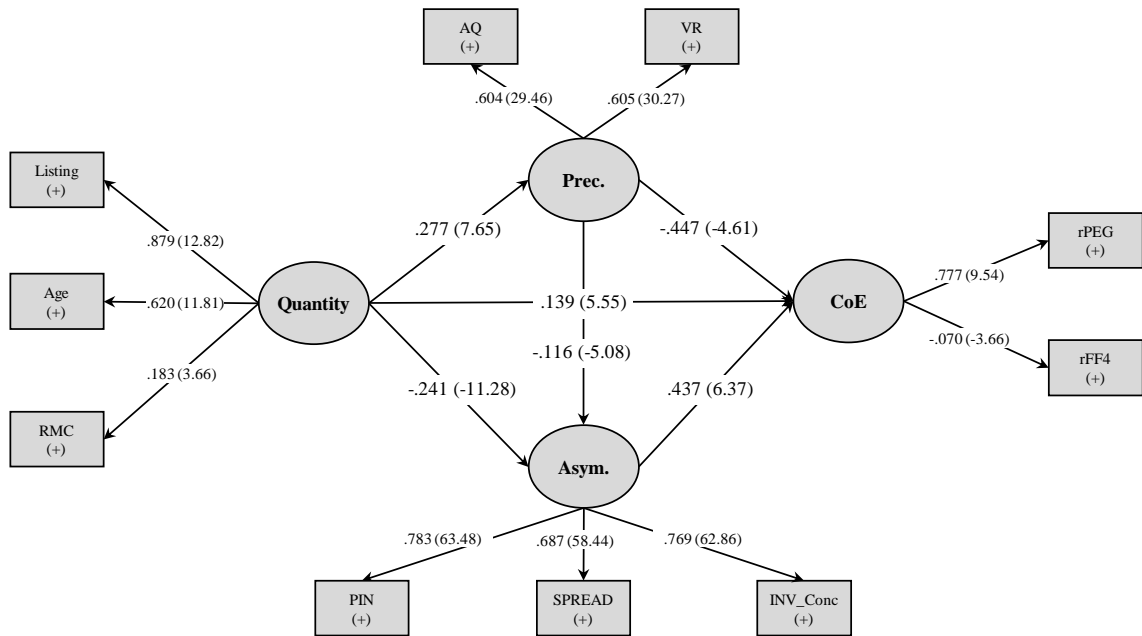 AQ
(+)
VR
(+)
.604 (29.46)
.605 (30.27)
Listing
(+)
Prec.
.879 (12.82)
.277 (7.65)
-.447 (-4.61)
rPEG
(+)
.777 (9.54)
Age
(+)
.620 (11.81)
Quantity
.139 (5.55)
CoE
-.116 (-5.08)
-.070 (-3.66)
rFF4
(+)
.183 (3.66)
-.241 (-11.28)
.437 (6.37)
RMC
(+)
Asym.
.783 (63.48)
.687 (58.44)
.769 (62.86)
PIN
(+)
SPREAD
(+)
INV_Conc
(+)